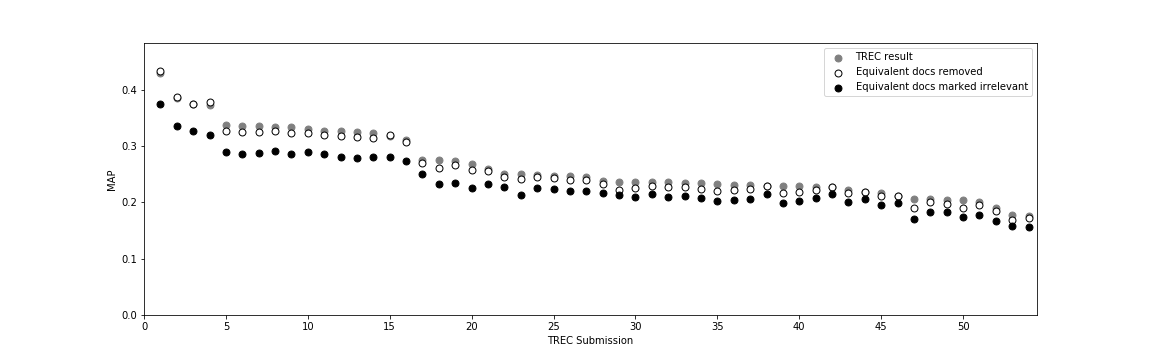 TREC result
Equivalent docs removed
Equivalent docs marked irrelevant
0.4
0.3
0.2
0.1
0.0
MAP
0 5 10 15 20 25 30 35 40 45 50
TREC Submission